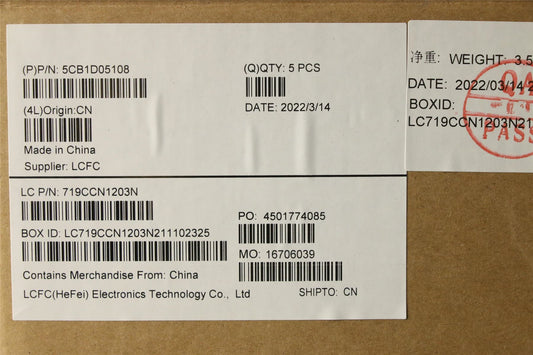 (P)P/N: 5CB1D05108
(Q)QTY: 5 PCS
(4L)Origin:CN
DATE: 2022/3/14
Made in China
Supplier: LCFC
LC P/N: 719CCN1203N
PO: 4501774085
BOX ID: LC719CCN1203N211102325
MO: 16706039
Contains Merchandise From: China
LCFC(HeFei) Electronics Technology Co., Ltd
SHIPTO: CN
净重: WEIGHT: 3.5
DATE: 2022/03/14
BOXID:
LC719CCN1203N21
PASS